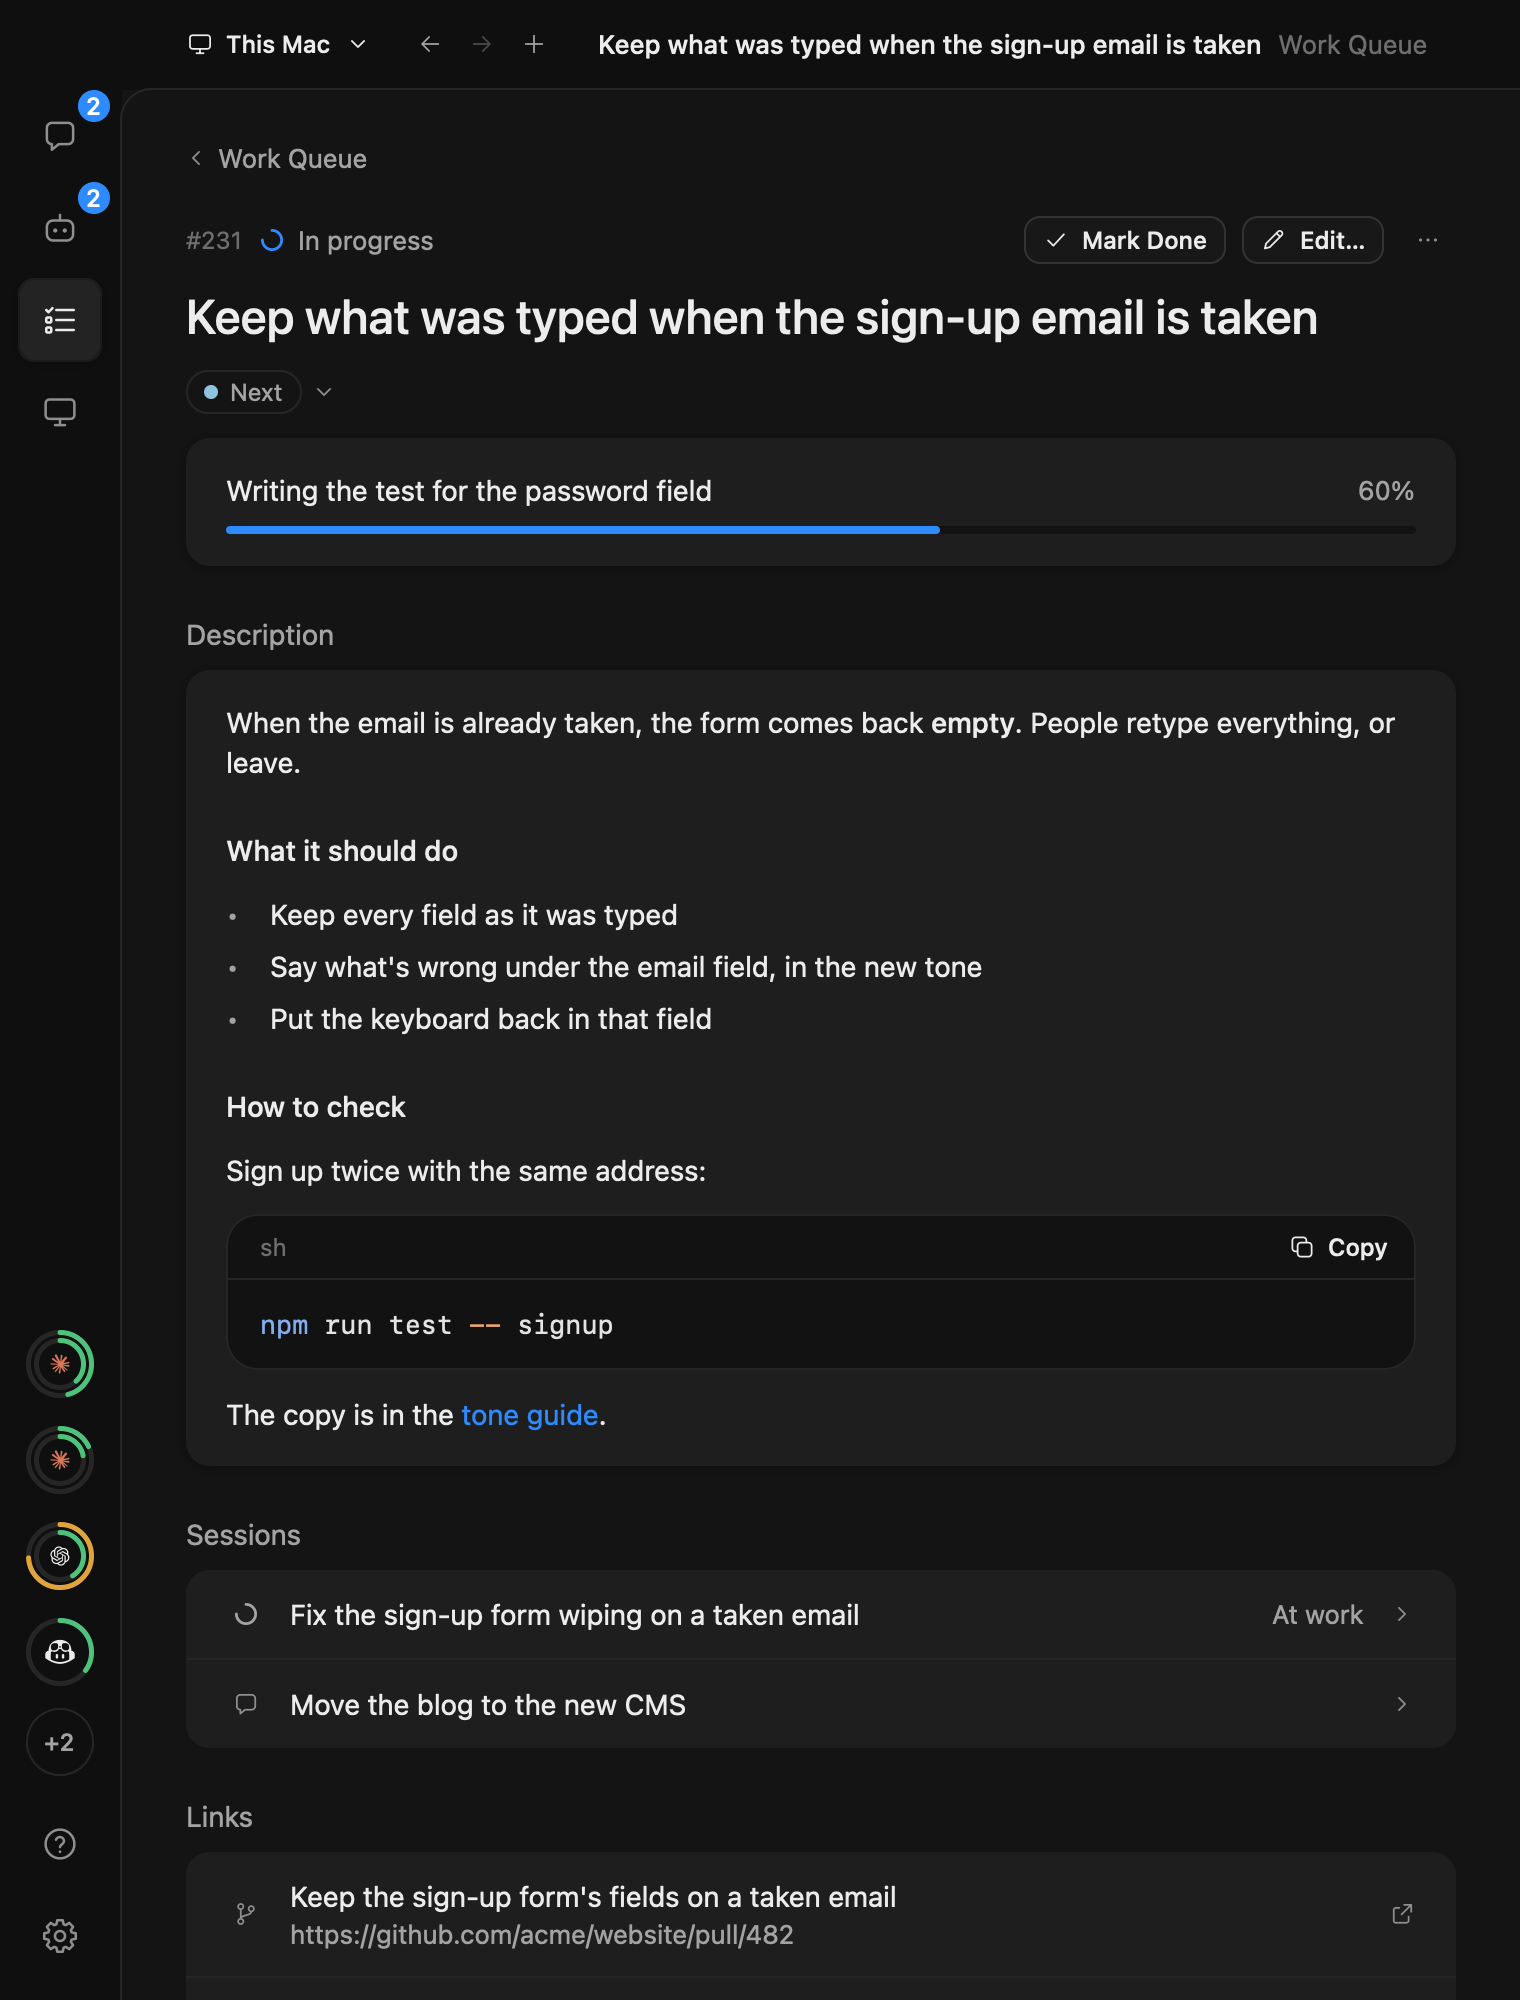 This Mac
Keep what was typed when the sign-up email is taken Work Queue
2
2
Work Queue
#231 In progress
Mark Done
Edit...
Keep what was typed when the sign-up email is taken
Next
Writing the test for the password field 60%
Description
When the email is already taken, the form comes back empty. People retype everything, or
leave.
What it should do
• Keep every field as it was typed
• Say what's wrong under the email field, in the new tone
• Put the keyboard back in that field
How to check
Sign up twice with the same address:
sh
Copy
npm run test -- signup
The copy is in the tone guide.
Sessions
Fix the sign-up form wiping on a taken email At work
Move the blog to the new CMS
+2
Links
Keep the sign-up form's fields on a taken email
https://github.com/acme/website/pull/482